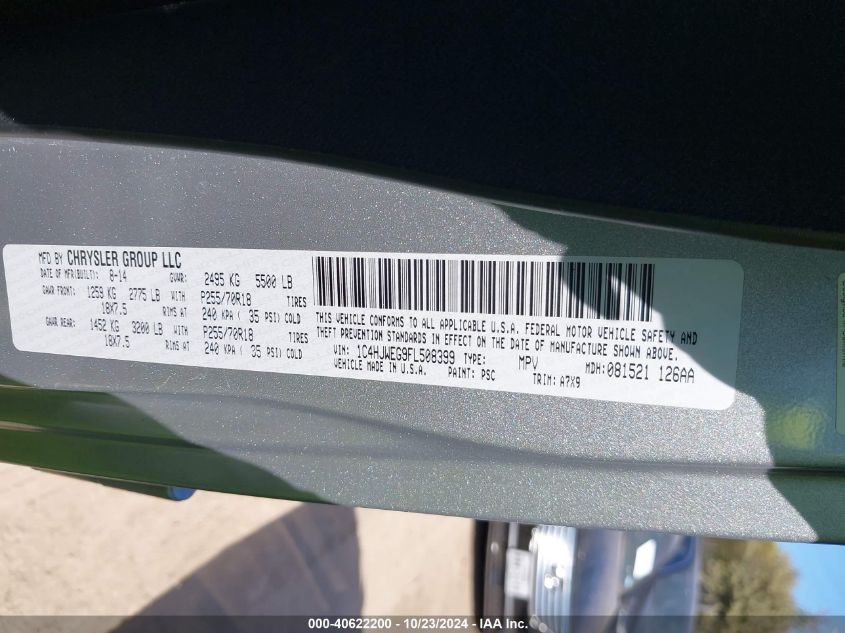 MFD BY CHRYSLER GROUP LLC
DATE OF MFR(BUILT): 8-14 GVWR: 2495 KG 5500 LB
GAWR FRONT: 1259 KG 2775 LB WITH P255/70R18 TIRES
18X7.5 RIMS AT 240 KPA ( 35 PSI) COLD
GAWR REAR: 1452 KG 3200 LB WITH P255/70R18 TIRES
18X7.5 RIMS AT 240 KPA ( 35 PSI) COLD
THIS VEHICLE CONFORMS TO ALL APPLICABLE U.S.A. FEDERAL MOTOR VEHICLE SAFETY AND
THEFT PREVENTION STANDARDS IN EFFECT ON THE DATE OF MANUFACTURE SHOWN ABOVE.
VIN: 1C4HJWEG9FL508399 TYPE: MPV MDH:081521 126AA
VEHICLE MADE IN U.S.A. PAINT: PSC TRIM: A7X9
000-40622200 - 10/23/2024 - IAA Inc.